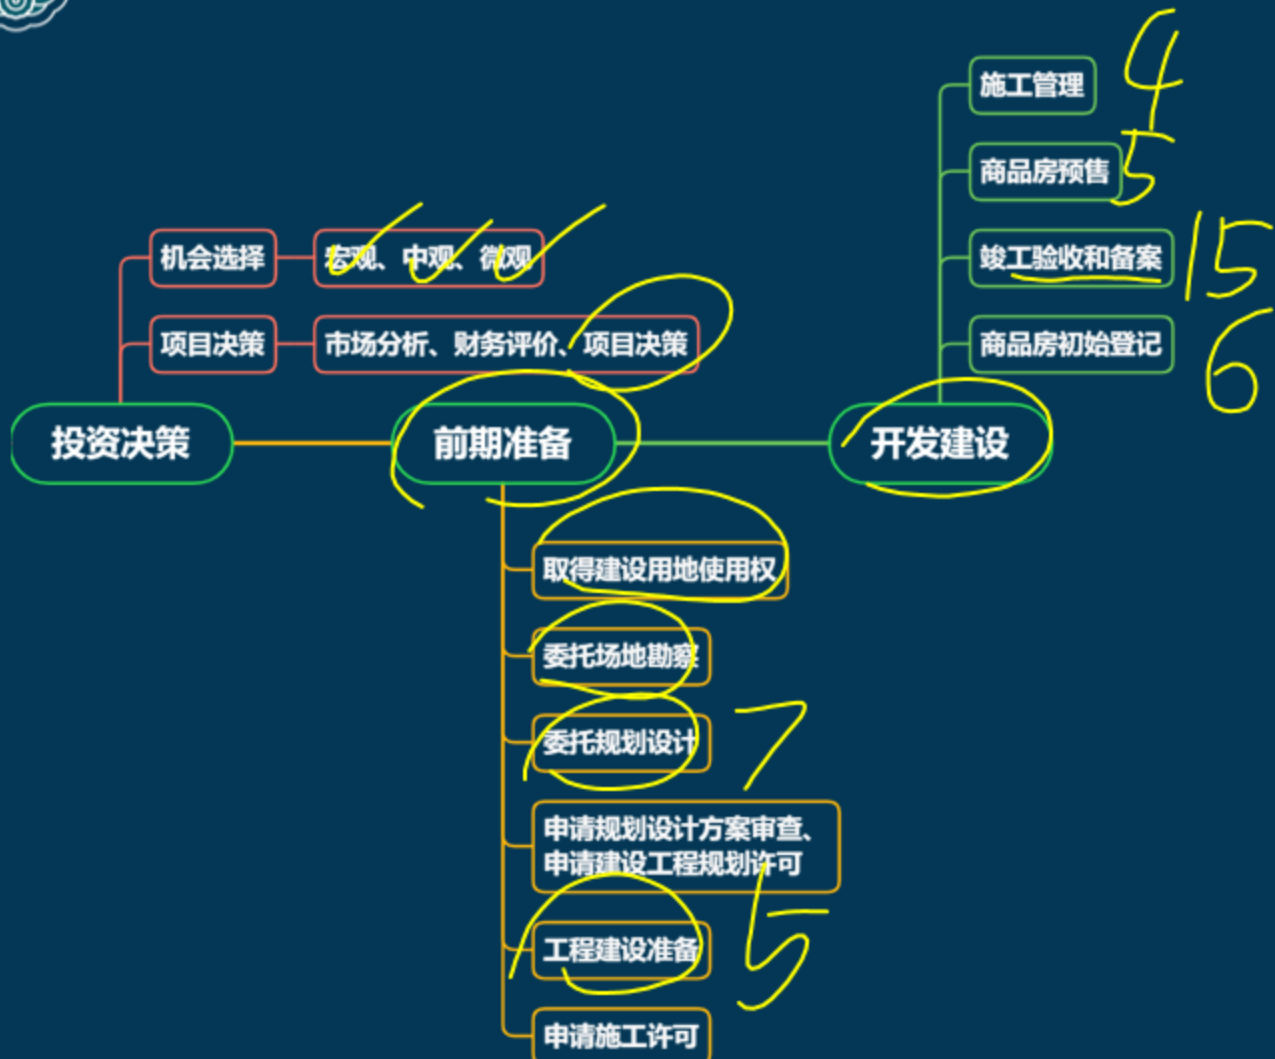 施工管理 4
商品房预售 5
机会选择 宏观、中观、微观
竣工验收和备案 15
项目决策 市场分析、财务评价、项目决策
商品房初始登记 6
投资决策 前期准备 开发建设
取得建设用地使用权
委托场地勘察
委托规划设计 7
申请规划设计方案审查、
申请建设工程规划许可
工程建设准备 5
申请施工许可